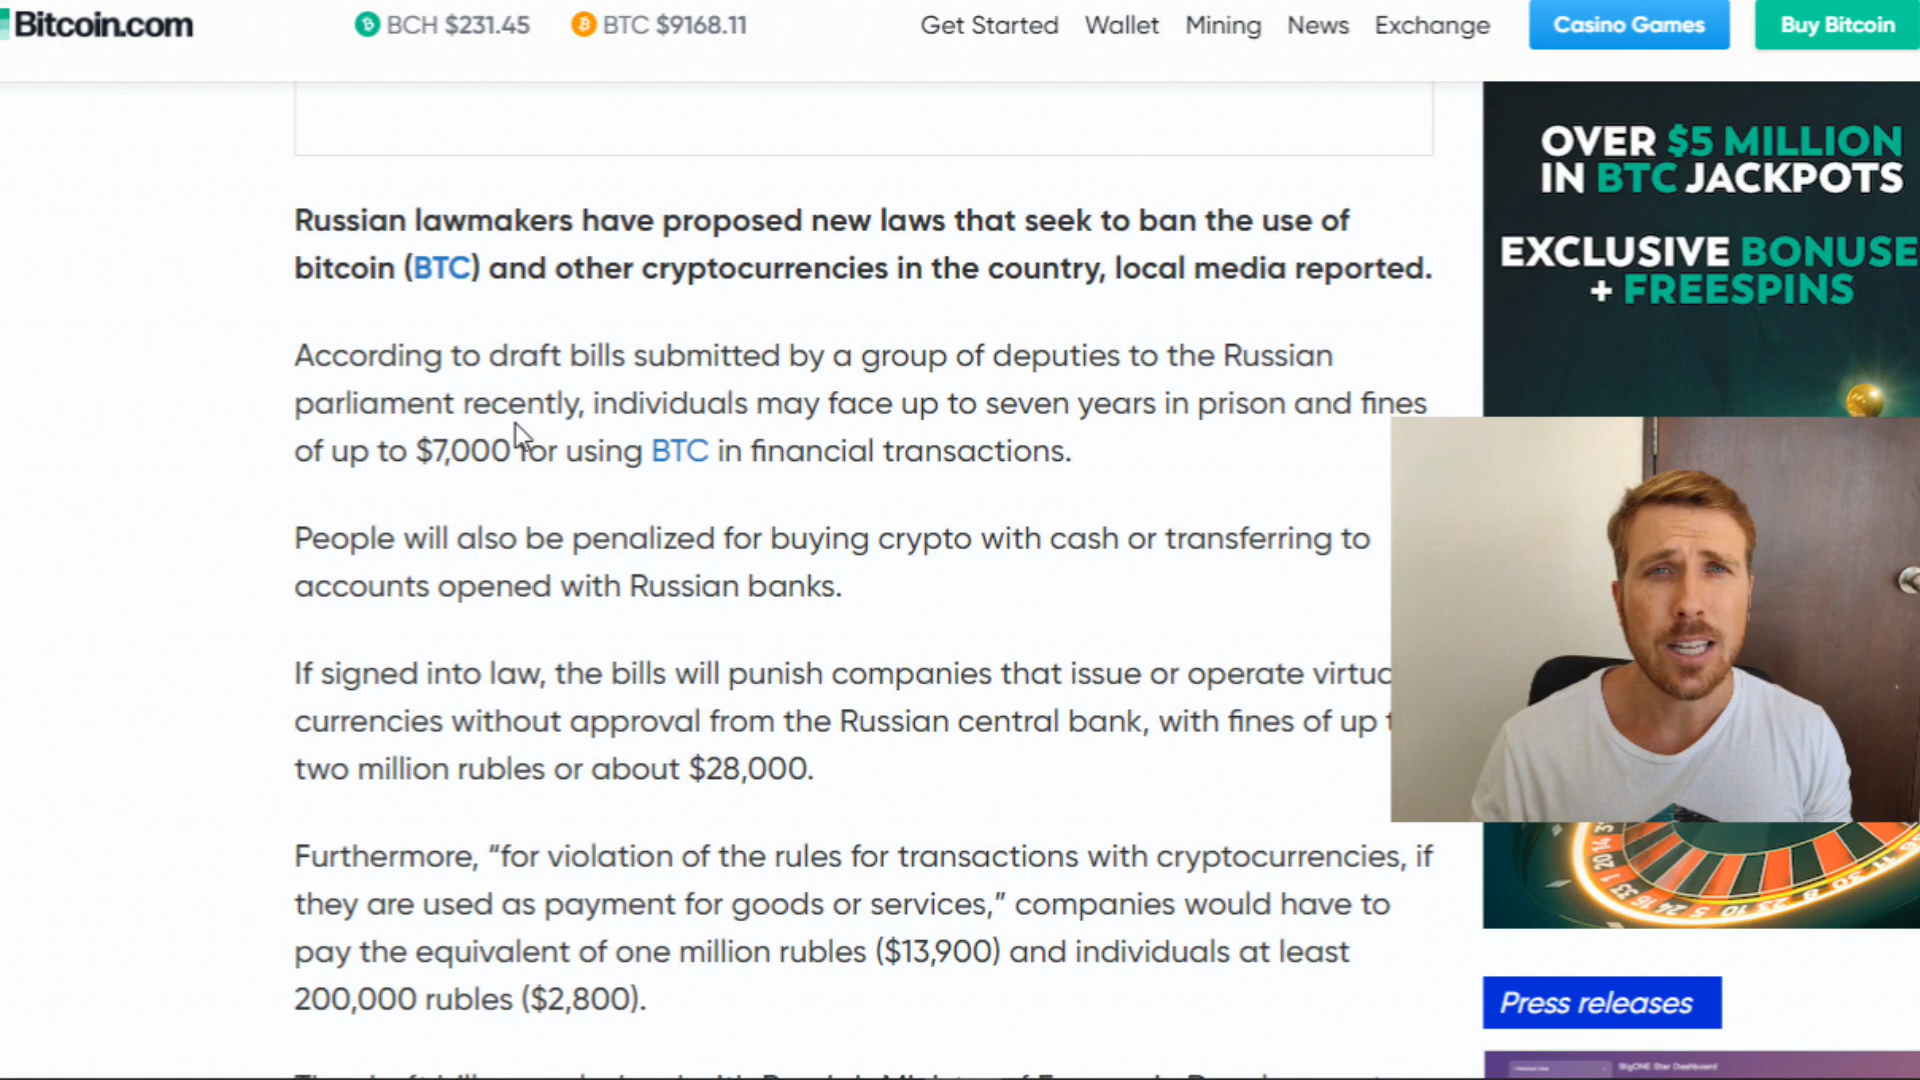 Bitcoin.com
BCH $231.45
BTC $9168.11
Get Started
Wallet
Mining
News
Exchange
Casino Games
Buy Bitcoin
OVER $5 MILLION
IN BTC JACKPOTS
EXCLUSIVE BONUSE
+ FREESPINS
Russian lawmakers have proposed new laws that seek to ban the use of
bitcoin (BTC) and other cryptocurrencies in the country, local media reported.
According to draft bills submitted by a group of deputies to the Russian
parliament recently, individuals may face up to seven years in prison and fines
of up to $7,000 for using BTC in financial transactions.
People will also be penalized for buying crypto with cash or transferring to
accounts opened with Russian banks.
If signed into law, the bills will punish companies that issue or operate
currencies without approval from the Russian central bank, with fines of up
two million rubles or about $28,000.
Furthermore, “for violation of the rules for transactions with cryptocurrencies, if
they are used as payment for goods or services,” companies would have to
pay the equivalent of one million rubles ($13,900) and individuals at least
200,000 rubles ($2,800).
Press releases
BigONE Star Dashboard